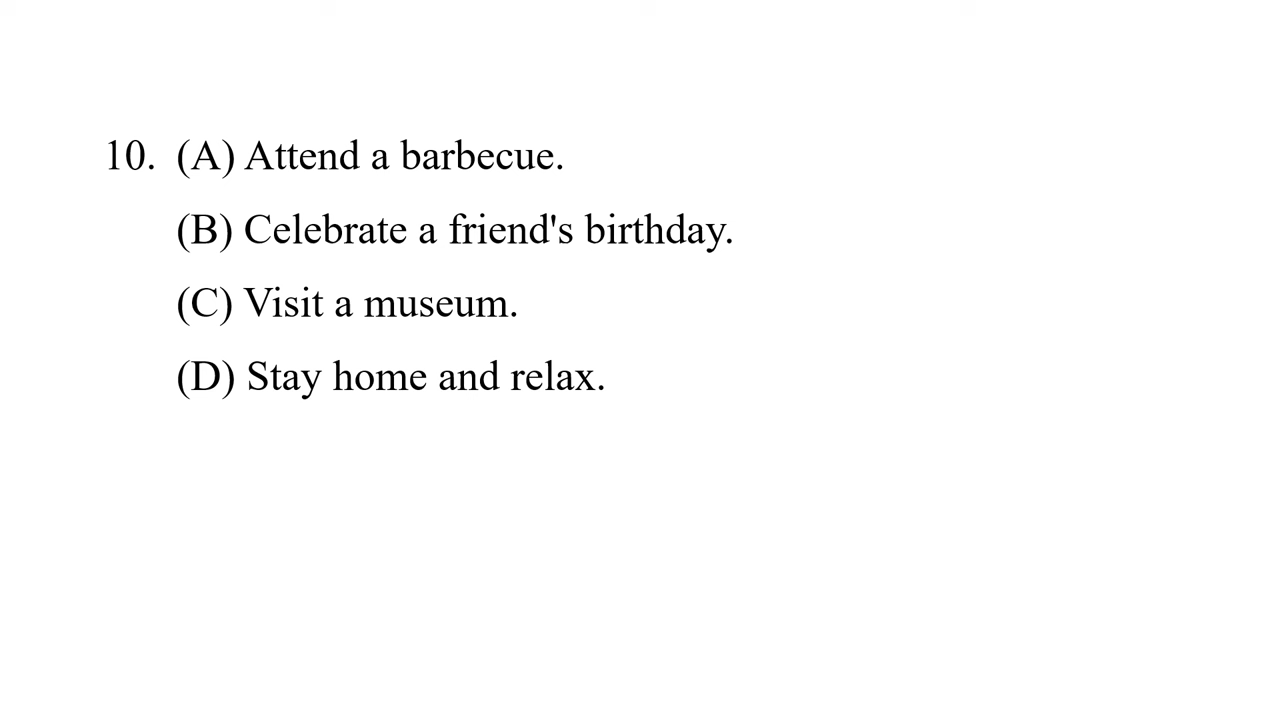 10. (A) Attend a barbecue.
(B) Celebrate a friend's birthday.
(C) Visit a museum.
(D) Stay home and relax.